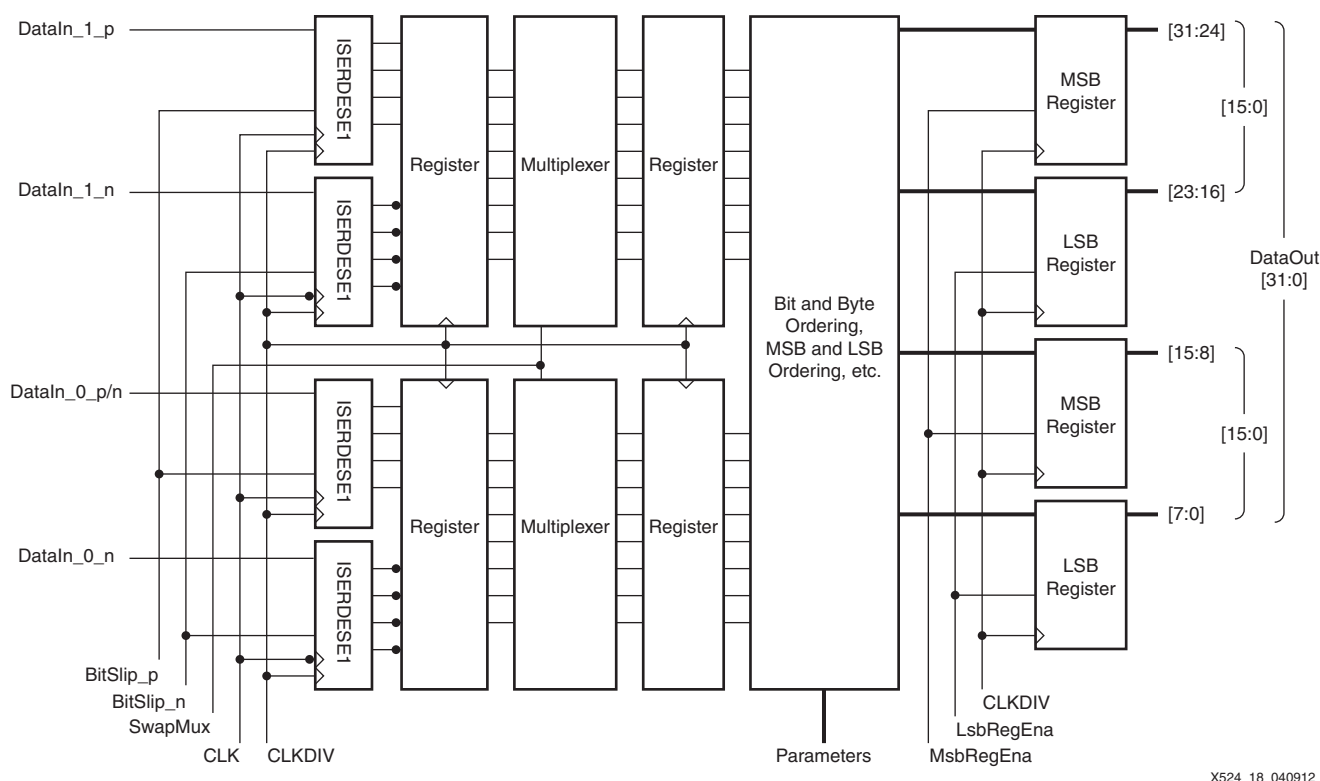 DataIn_1_p
ISERDESE1
Register
Multiplexer
Register
DataIn_1_n
ISERDESE1
DataIn_0_p/n
ISERDESE1
Register
Multiplexer
Register
DataIn_0_n
ISERDESE1
BitSlip_p
BitSlip_n
SwapMux
CLK
CLKDIV
Bit and Byte
Ordering,
MSB and LSB
Ordering, etc.
Parameters
MSB
Register
LSB
Register
MSB
Register
LSB
Register
CLKDIV
LsbRegEna
MsbRegEna
[31:24]
[15:0]
[23:16]
DataOut
[31:0]
[15:8]
[15:0]
[7:0]
X524_18_040912